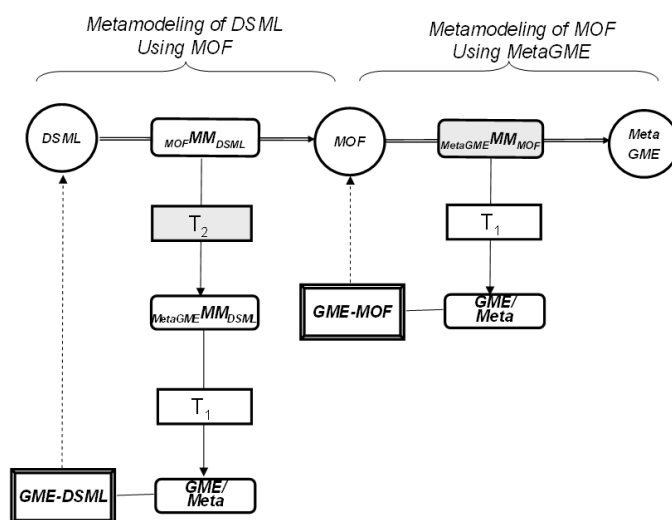 Metamodeling of DSML
Using MOF
Metamodeling of MOF
Using MetaGME
DSML
MOFMMDSML
MOF
MetaGMEMMMOF
Meta
GME
T2
T1
MetaGMEMMDSML
GME-MOF
GME/
Meta
T1
GME-DSML
GME/
Meta